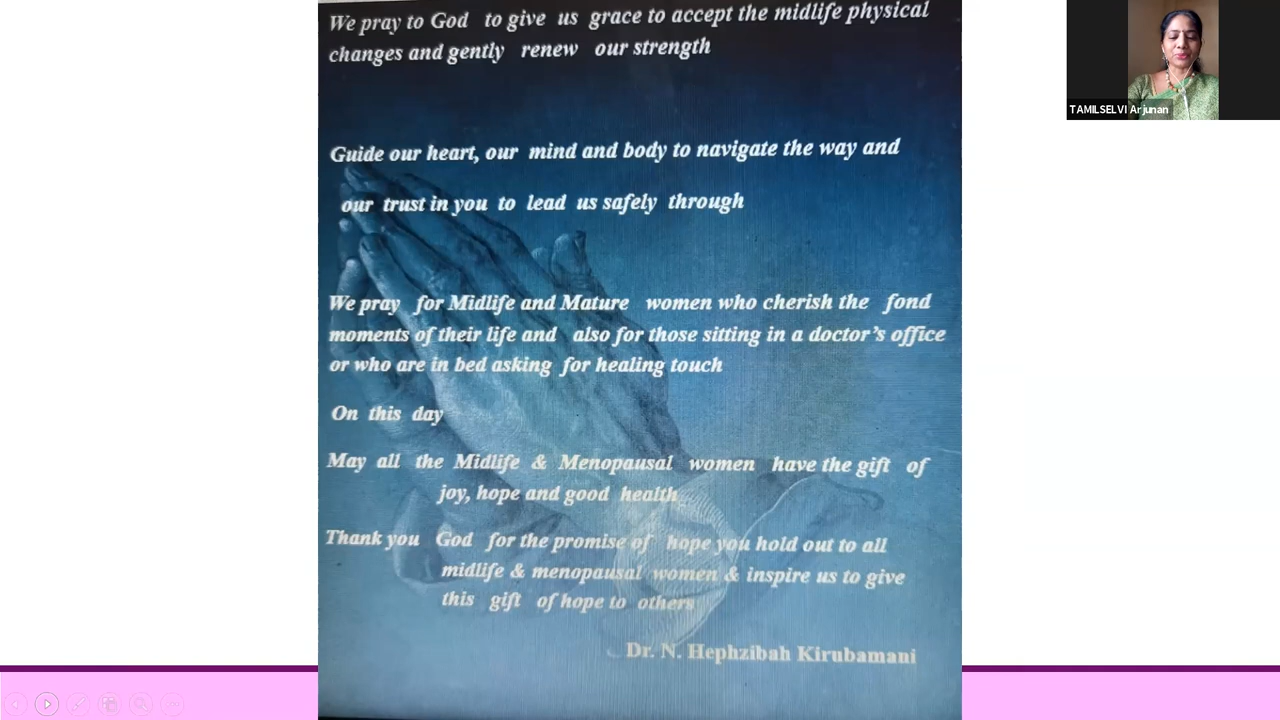 We pray to God to give us grace to accept the midlife physical
changes and gently renew our strength
TAMILSELVI Arjunan
Guide our heart, our mind and body to navigate the way and
our trust in you to lead us safely through
We pray for Midlife and Mature women who cherish the fond
moments of their life and also for those sitting in a doctor's office
or who are in bed asking for healing touch
On this day
May all the Midlife & Menopausal women have the gift of
joy, hope and good health
Thank you God for the promise of hope you hold out to all
midlife & menopausal women & inspire us to give
this gift of hope to others
Dr. N. Hephzibah Kirubamani